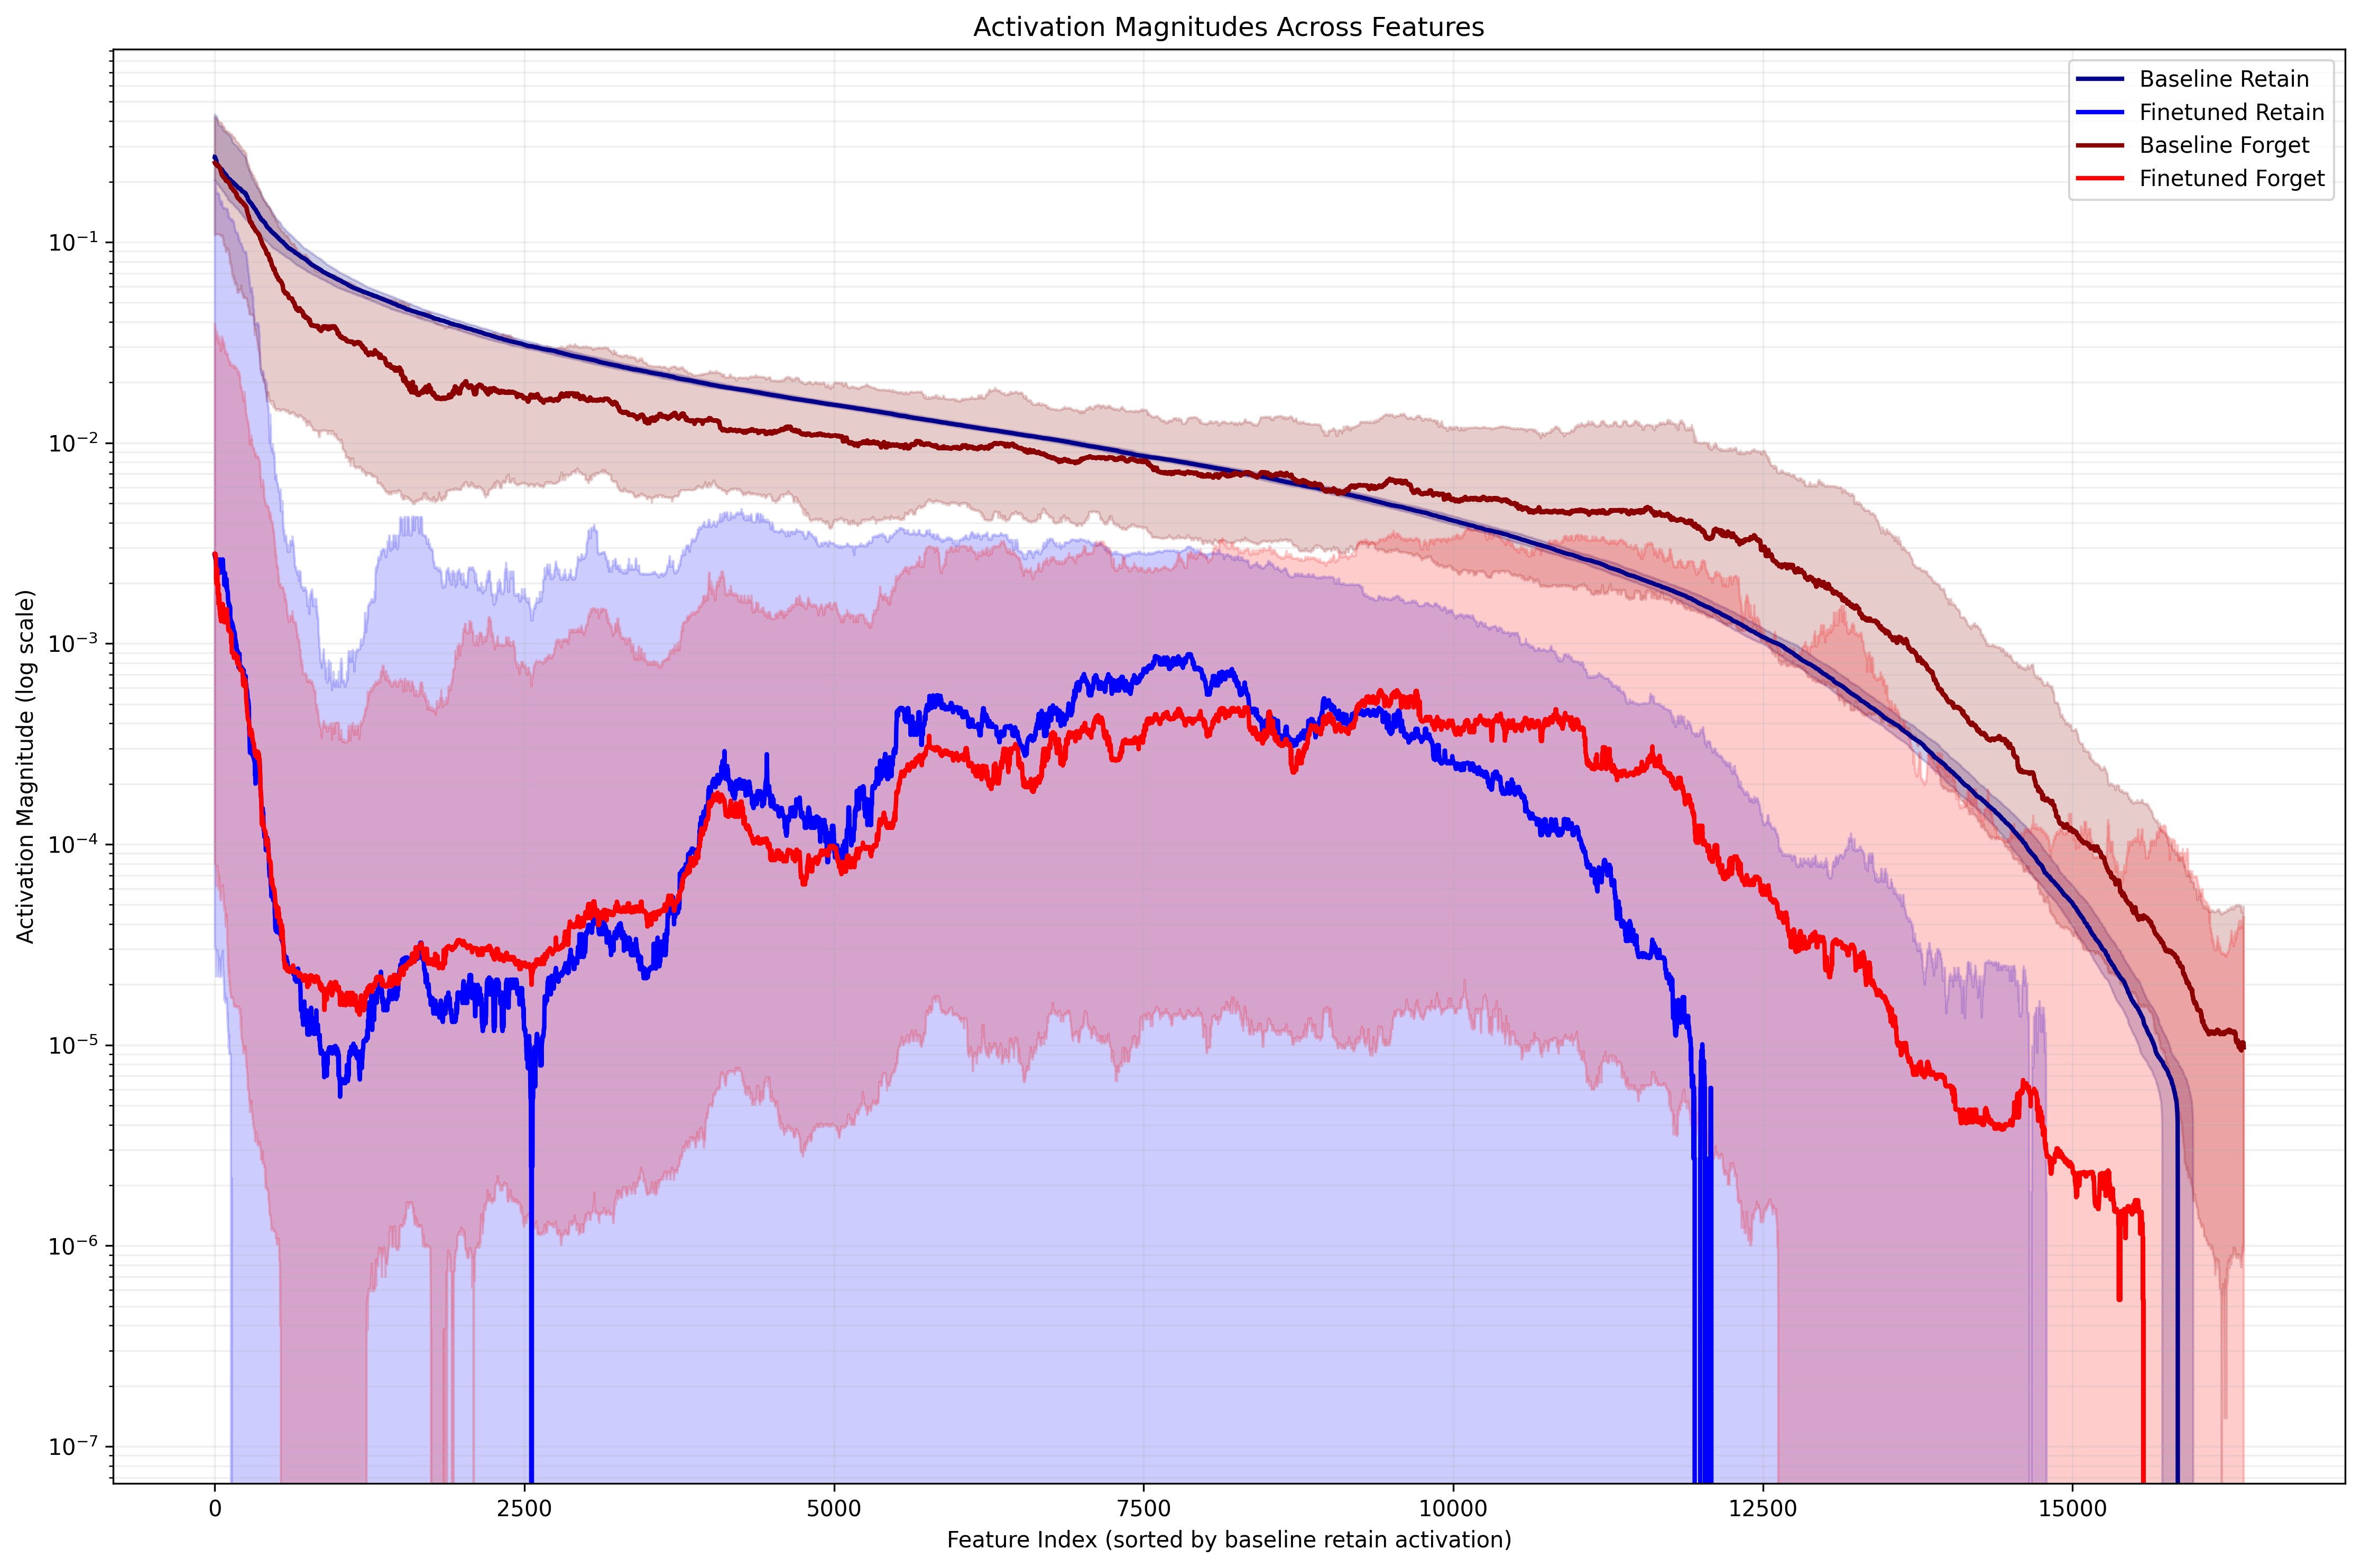 Activation Magnitudes Across Features
Baseline Retain
Finetuned Retain
Baseline Forget
Finetuned Forget
Activation Magnitude (log scale)
10⁻¹
10⁻²
10⁻³
10⁻⁴
10⁻⁵
10⁻⁶
10⁻⁷
0 2500 5000 7500 10000 12500 15000
Feature Index (sorted by baseline retain activation)